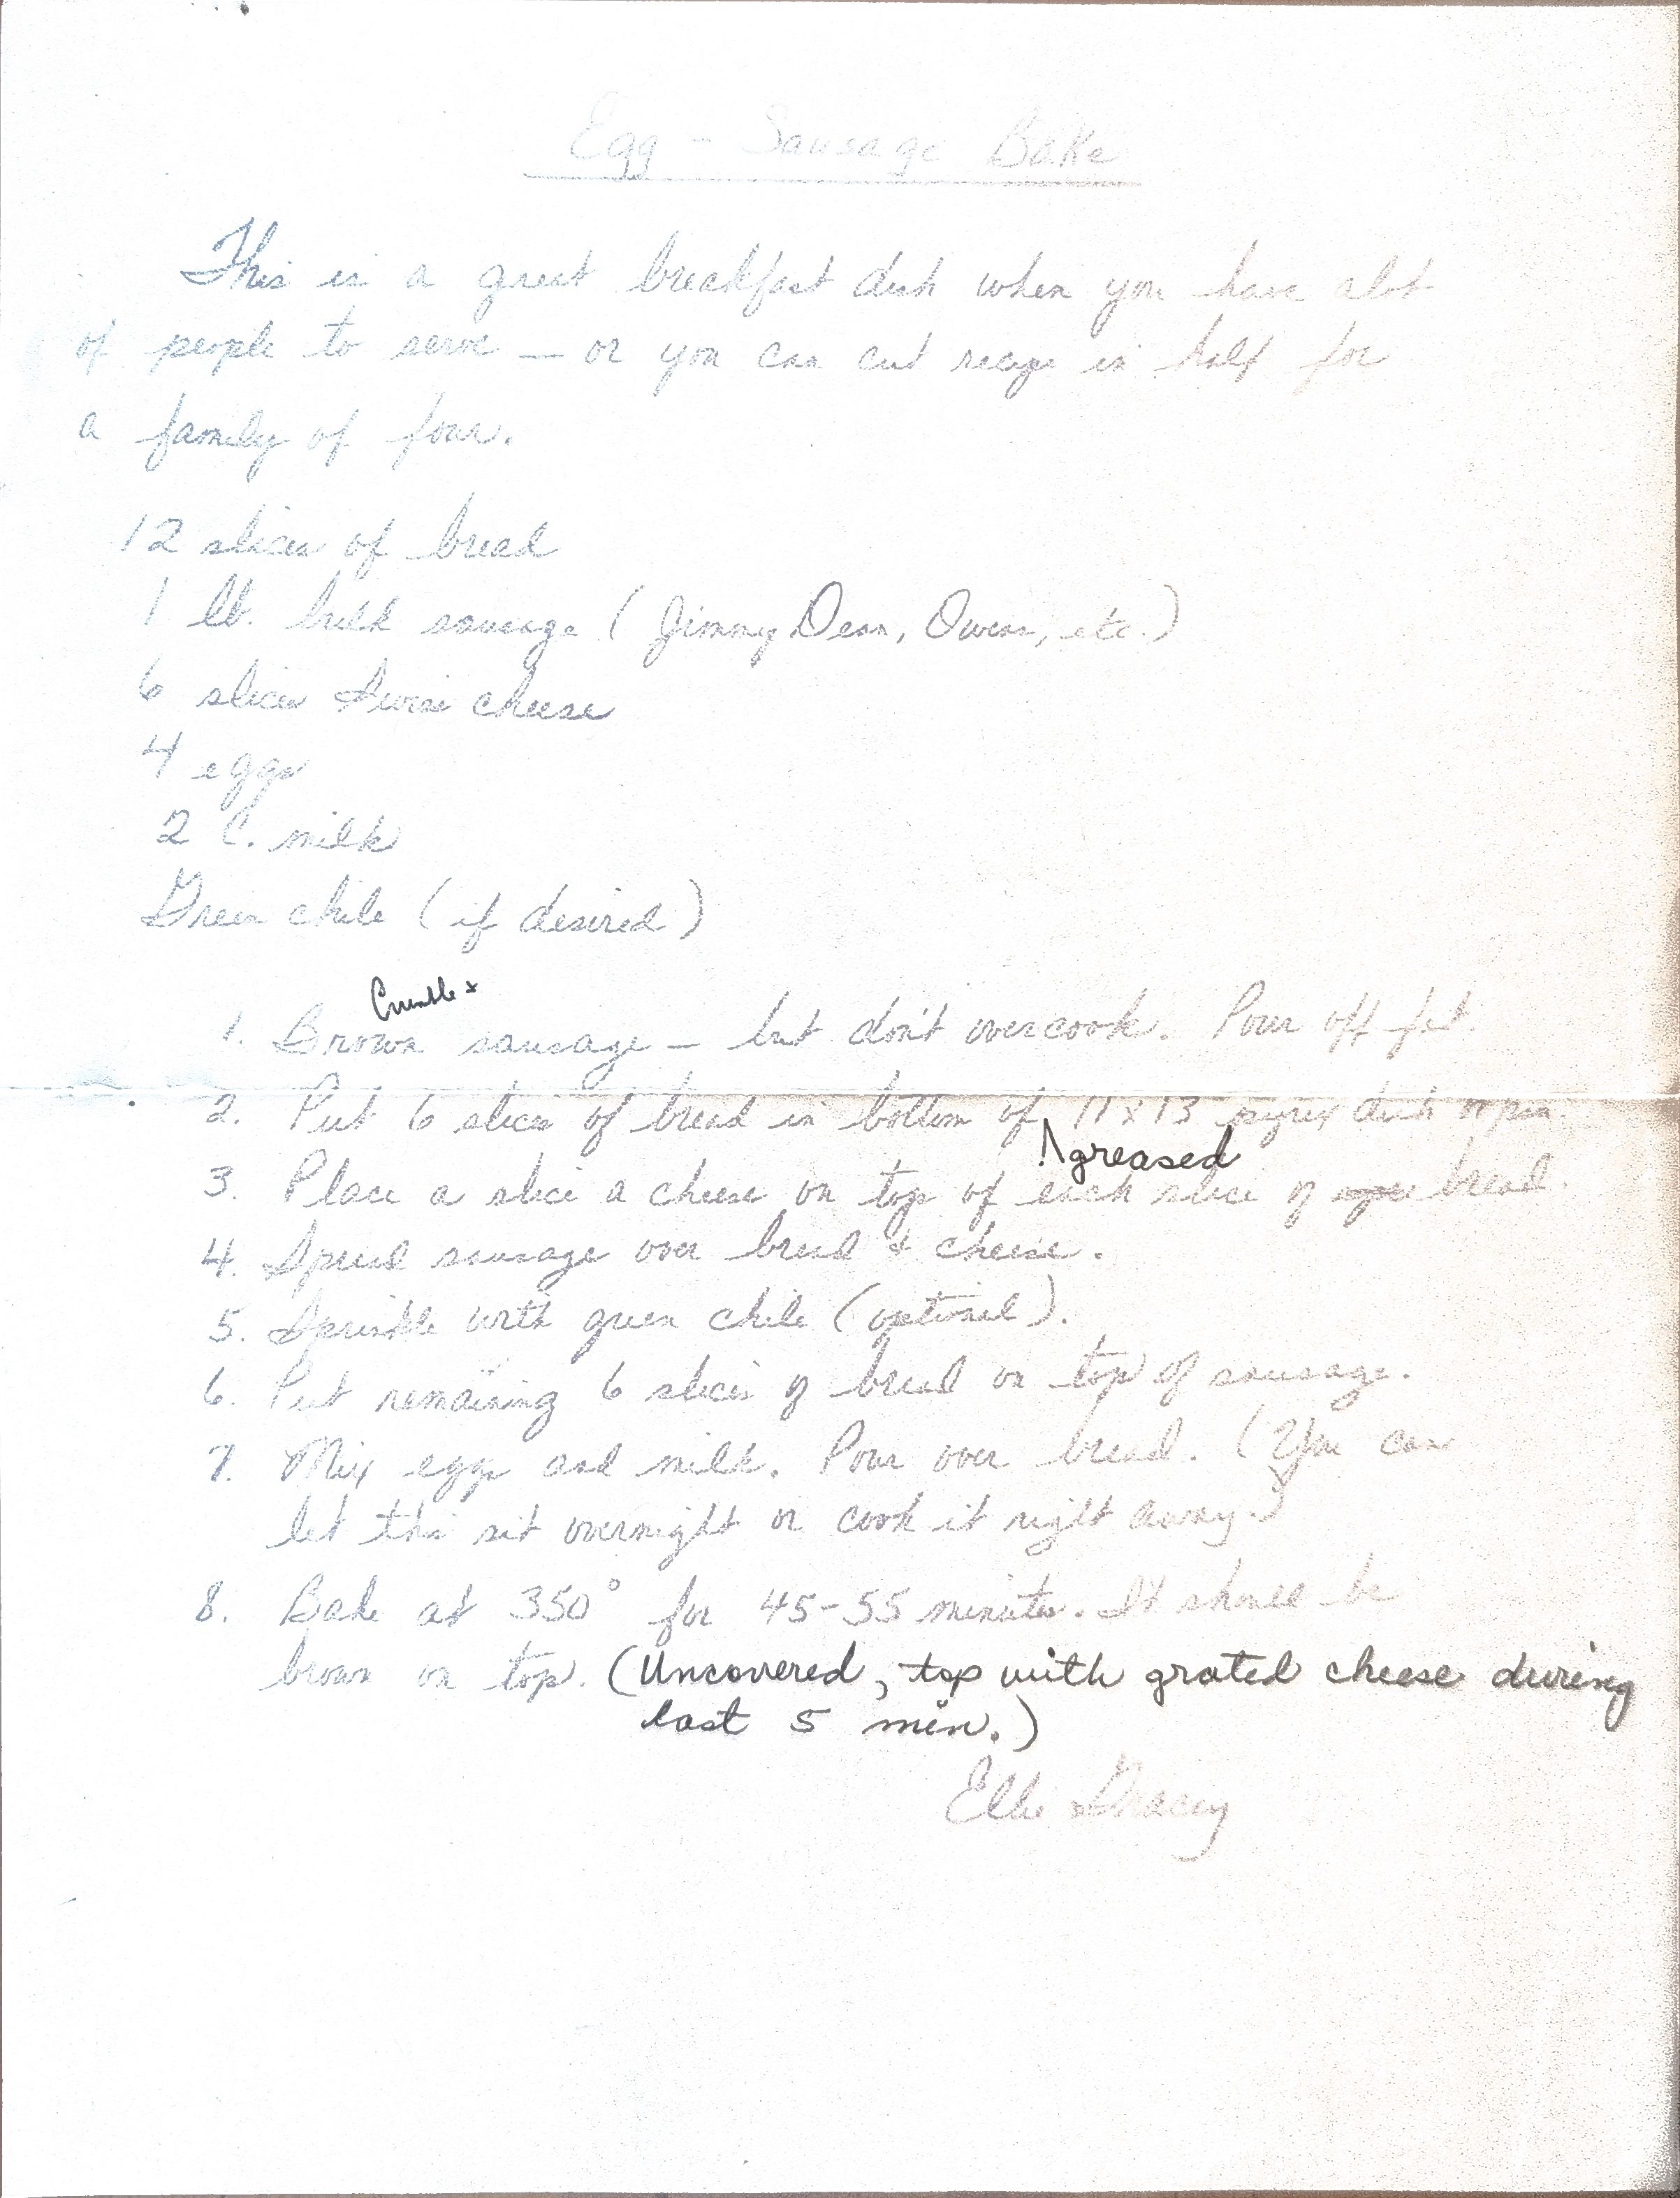 Egg - Sausage Bake
This is a great breakfast dish when you have alot
of people to serve — or you can cut recipe in half for
a family of four.
12 slices of bread
1 lb. bulk sausage (Jimmy Dean, Owens, etc.)
6 slices Swiss cheese
4 eggs
2 C. milk
Green chile (if desired)
Crumble &
1. Brown sausage — but don't overcook. Pour off fat.
2. Put 6 slices of bread in bottom of 11 x 13 pyrex dish or pan.
greased
3. Place a slice a cheese on top of each slice of bread.
4. Spread sausage over bread & cheese.
5. Sprinkle with green chile (optional).
6. Put remaining 6 slices of bread on top of sausage.
7. Mix eggs and milk. Pour over bread. (You can
let this sit overnight or cook it right away.)
8. Bake at 350° for 45-55 minutes. It should be
brown on top. (Uncovered, top with grated cheese during
last 5 min.)
Ellie Gracey